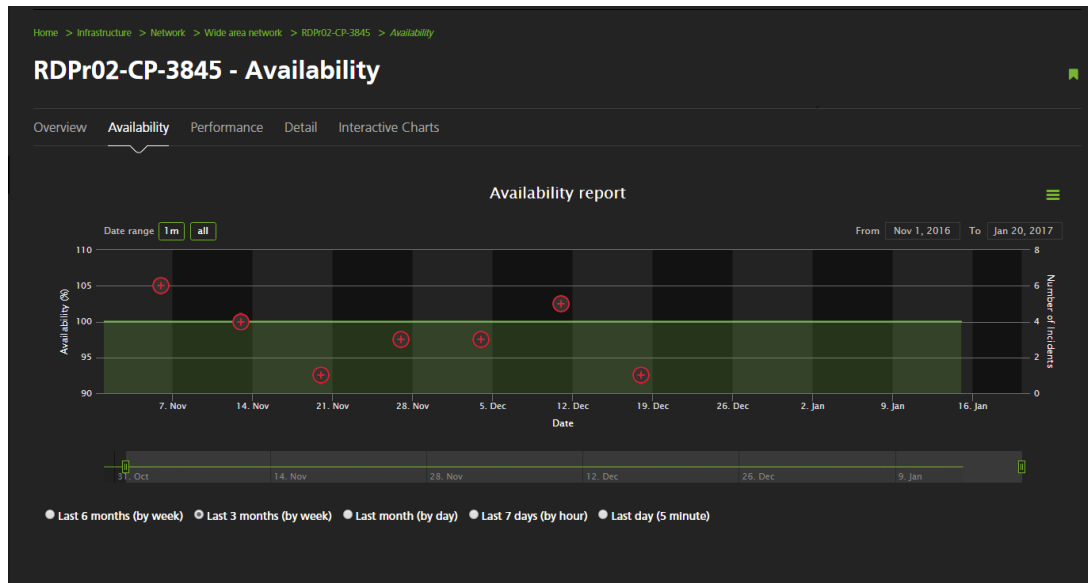 Home > Infrastructure > Network > Wide area network > RDPr02-CP-3845 > Availability
RDPr02-CP-3845 - Availability
Overview Availability Performance Detail Interactive Charts
Availability report
Date range 1m all From Nov 1, 2016 To Jan 20, 2017
110 8
105 6
100 4
95 2
90 0
Availability (%)
Number of Incidents
7. Nov 14. Nov 21. Nov 28. Nov 5. Dec 12. Dec 19. Dec 26. Dec 2. Jan 9. Jan 16. Jan
Date
31. Oct 14. Nov 28. Nov 12. Dec 26. Dec 9. Jan
Last 6 months (by week) Last 3 months (by week) Last month (by day) Last 7 days (by hour) Last day (5 minute)